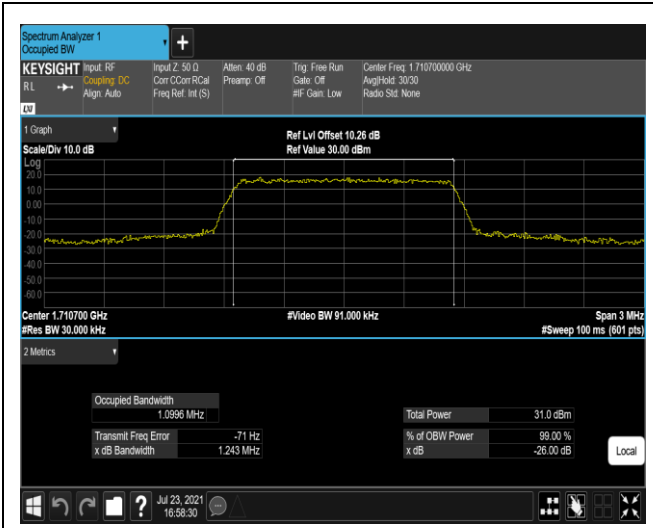 Spectrum Analyzer 1
Occupied BW
+
KEYSIGHT Input: RF Input Z: 50 Ω Atten: 40 dB Trig: Free Run Center Freq: 1.710700000 GHz
RL Coupling: DC Corr CCorr RCal Preamp: Off Gate: Off Avg|Hold: 30/30
Align: Auto Freq Ref: Int (S) #IF Gain: Low Radio Std: None
LXI
1 Graph
Ref Lvl Offset 10.26 dB
Scale/Div 10.0 dB Ref Value 30.00 dBm
Log
20.0
10.0
0.00
-10.0
-20.0
-30.0
-40.0
-50.0
-60.0
Center 1.710700 GHz #Video BW 91.000 kHz Span 3 MHz
#Res BW 30.000 kHz #Sweep 100 ms (601 pts)
2 Metrics
Occupied Bandwidth
1.0996 MHz Total Power 31.0 dBm
Transmit Freq Error -71 Hz % of OBW Power 99.00 %
x dB Bandwidth 1.243 MHz x dB -26.00 dB
Local
? Jul 23, 2021
16:58:30